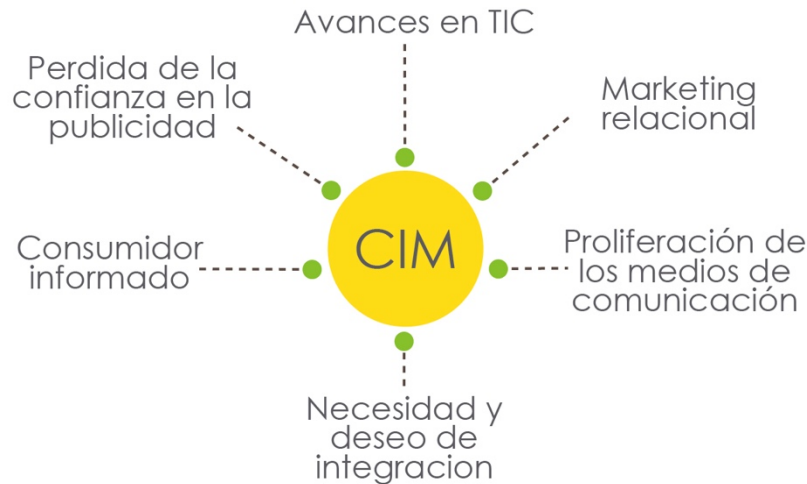 Avances en TIC
Perdida de la
confianza en la
publicidad
Marketing
relacional
CIM
Consumidor
informado
Proliferación de
los medios de
comunicación
Necesidad y
deseo de
integracion